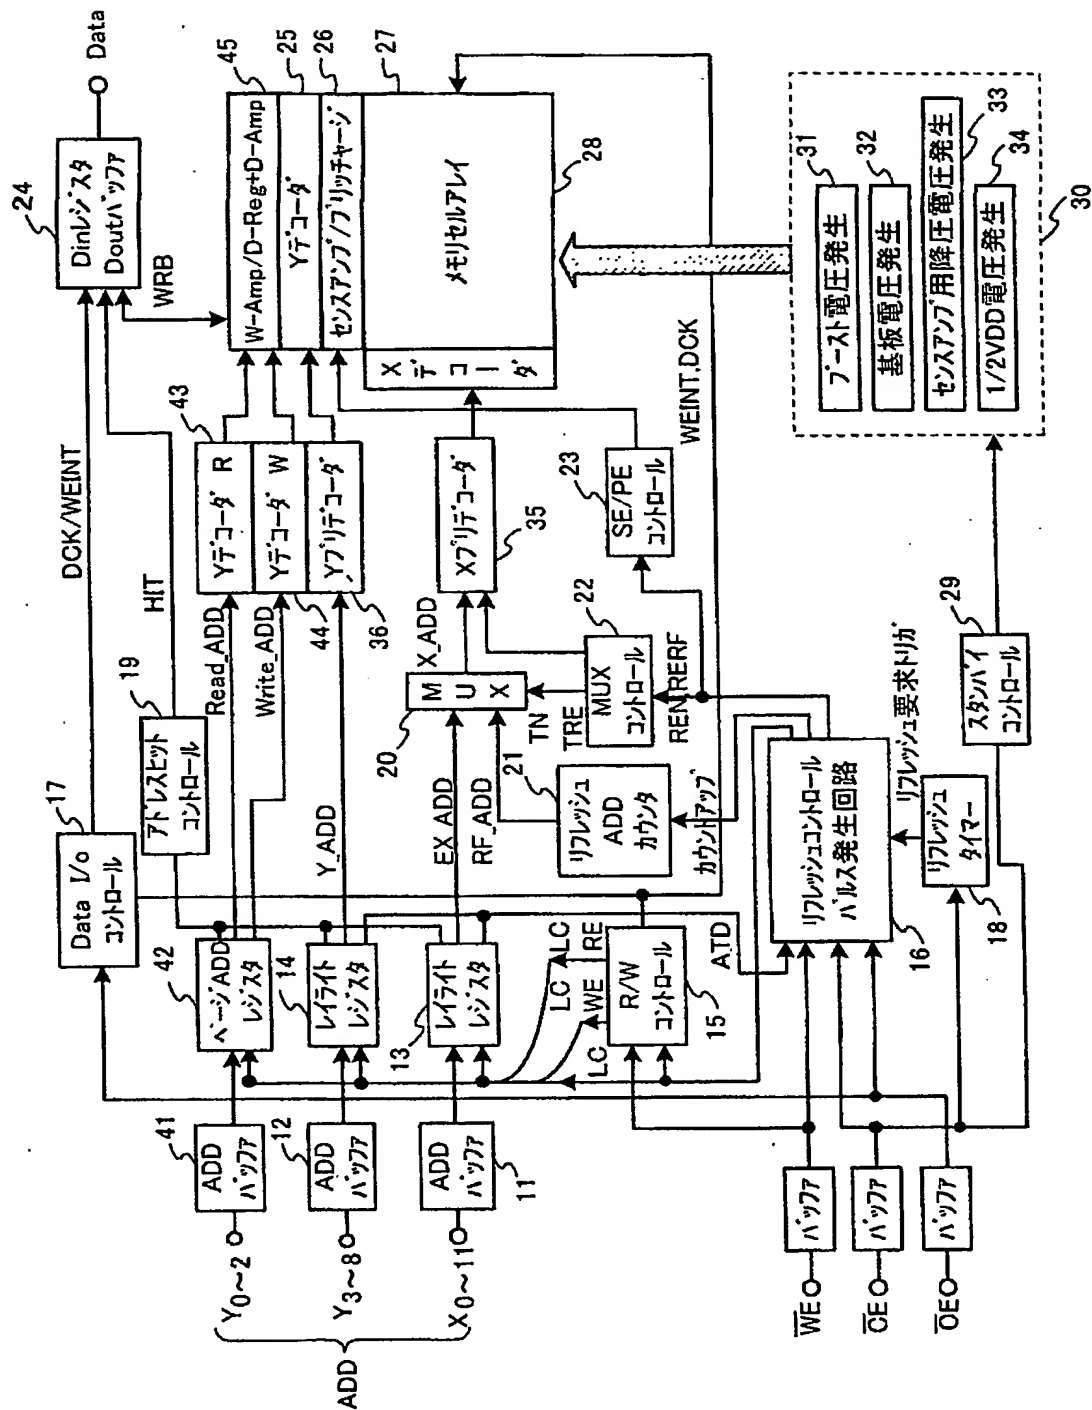 ADD
Y0～2
Y3～8
X0～11
W̅E̅
C̅E̅
O̅E̅
41
ADD
バッファ
12
ADD
バッファ
ADD
バッファ
11
バッファ
バッファ
バッファ
42
ページADD
レジスタ
14
レイライト
レジスタ
13
レイライト
レジスタ
LC
LC
LC
WE
RE
R/W
コントロール
15
ATD
17
Data I/o
コントロール
19
アドレスヒット
コントロール
DCK/WEINT
HIT
Read_ADD
Write_ADD
Y_ADD
EX_ADD
RF_ADD
43
Yデコーダ R
Yデコーダ W
Yプリデコーダ
44
36
20
MUX
X_ADD
TN
TRE
21
リフレッシュ
ADD
カウンタ
22
MUX
コントロール
カウントアップ
REN,RERF
Xプリデコーダ
35
23
SE/PE
コントロール
WEINT,DCK
リフレッシュコントロール
パルス発生回路
16
リフレッシュ要求トリガ
リフレッシュ
タイマー
18
29
スタンバイ
コントロール
24
Dinレジスタ
Doutバッファ
Data
WRB
45
W-Amp/D-Reg+D-Amp
25
Yデコーダ
26
センスアンプ/プリッチャージ
27
Xデコーダ
メモリセルアレイ
28
ブースト電圧発生
31
基板電圧発生
32
センスアンプ用降圧電圧発生
33
1/2VDD電圧発生
34
30